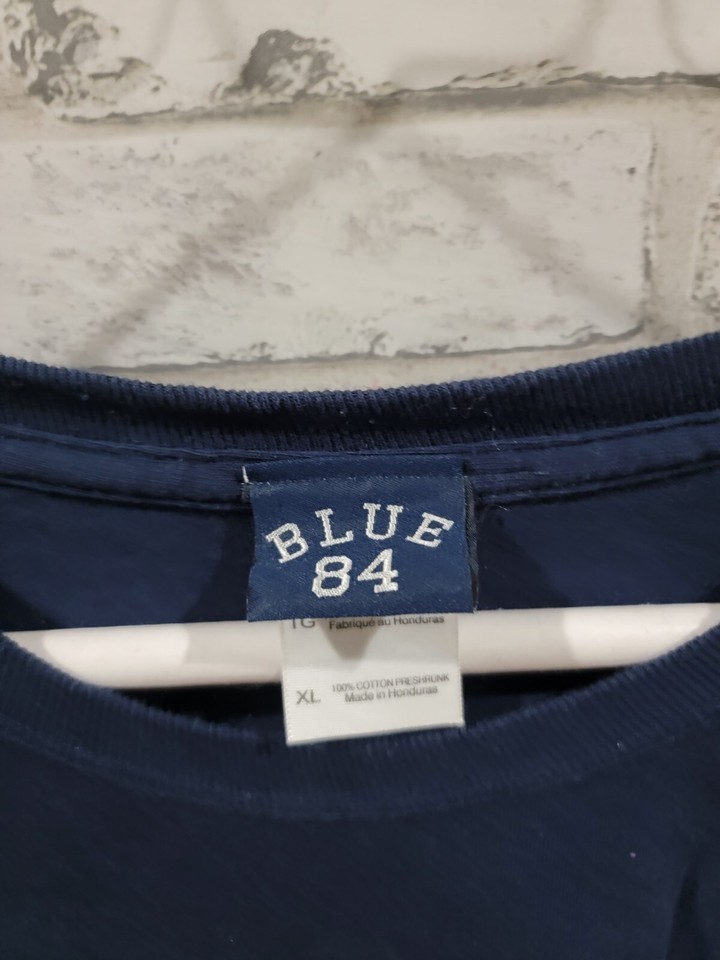 BLUE
84
TG Fabriqué au Honduras
XL 100% COTTON PRESHRUNK
Made in Honduras